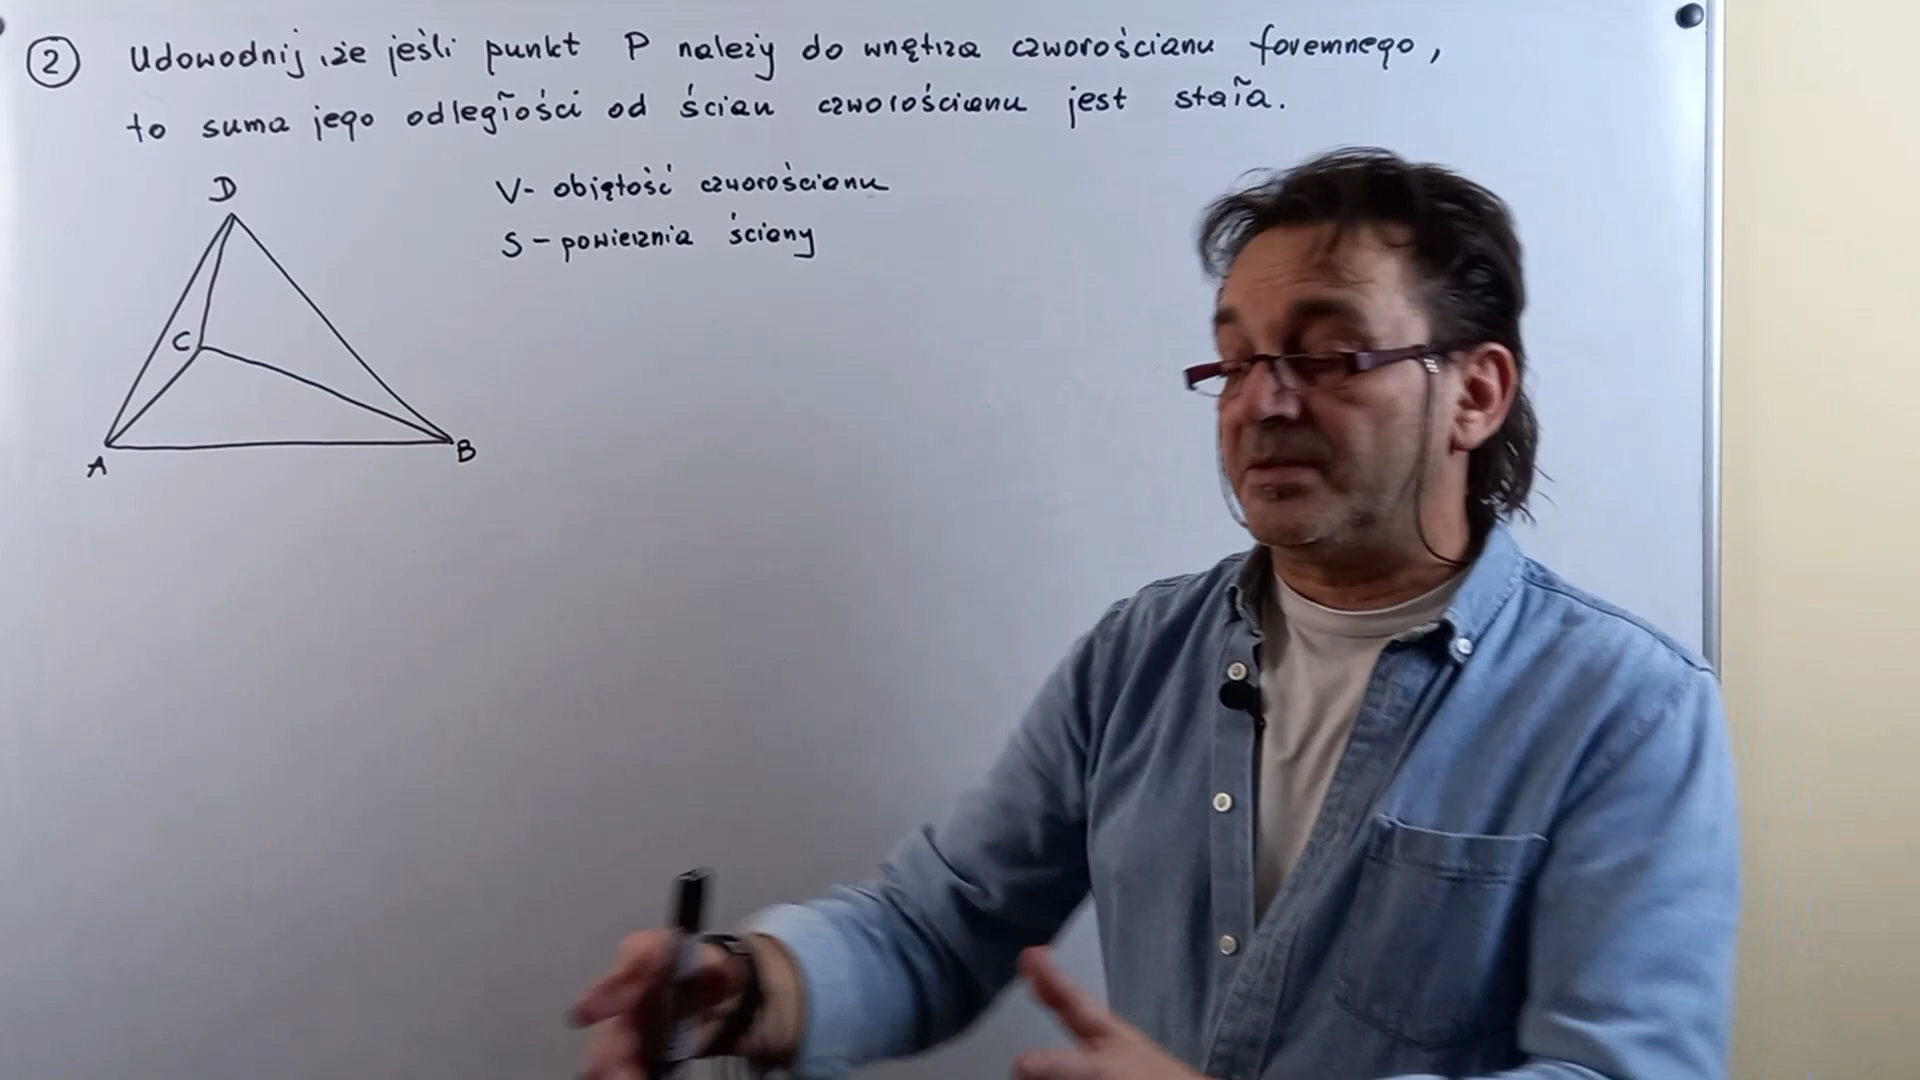 2 Udowodnij, że jeśli punkt P należy do wnętrza czworościanu foremnego,
to suma jego odległości od ścian czworościanu jest stała.
V - objętość czworościanu
S - powierznia ściany
D
C
A
B